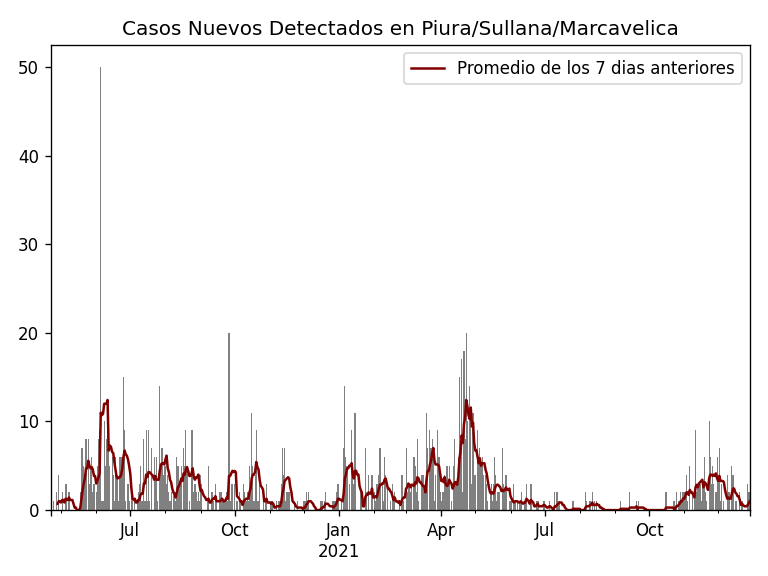 Casos Nuevos Detectados en Piura/Sullana/Marcavelica
Promedio de los 7 dias anteriores
50
40
30
20
10
0
Jul
Oct
Jan
2021
Apr
Jul
Oct